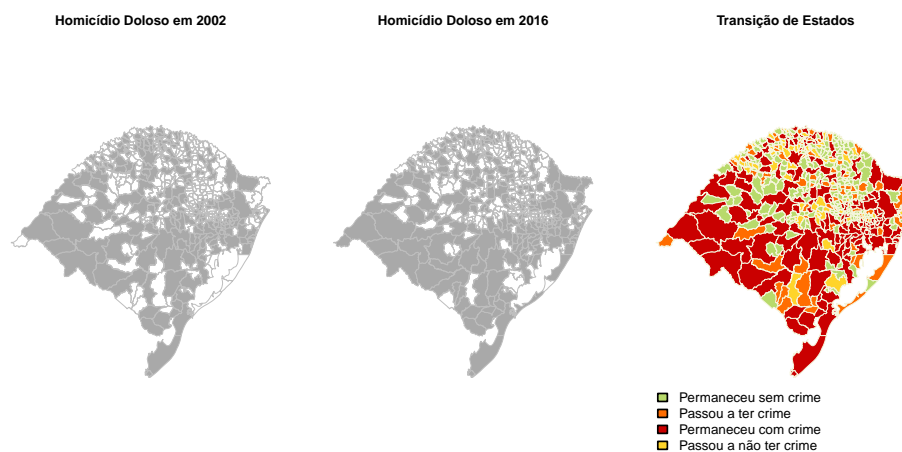 Homicídio Doloso em 2002
Homicídio Doloso em 2016
Transição de Estados
Permaneceu sem crime
Passou a ter crime
Permaneceu com crime
Passou a não ter crime